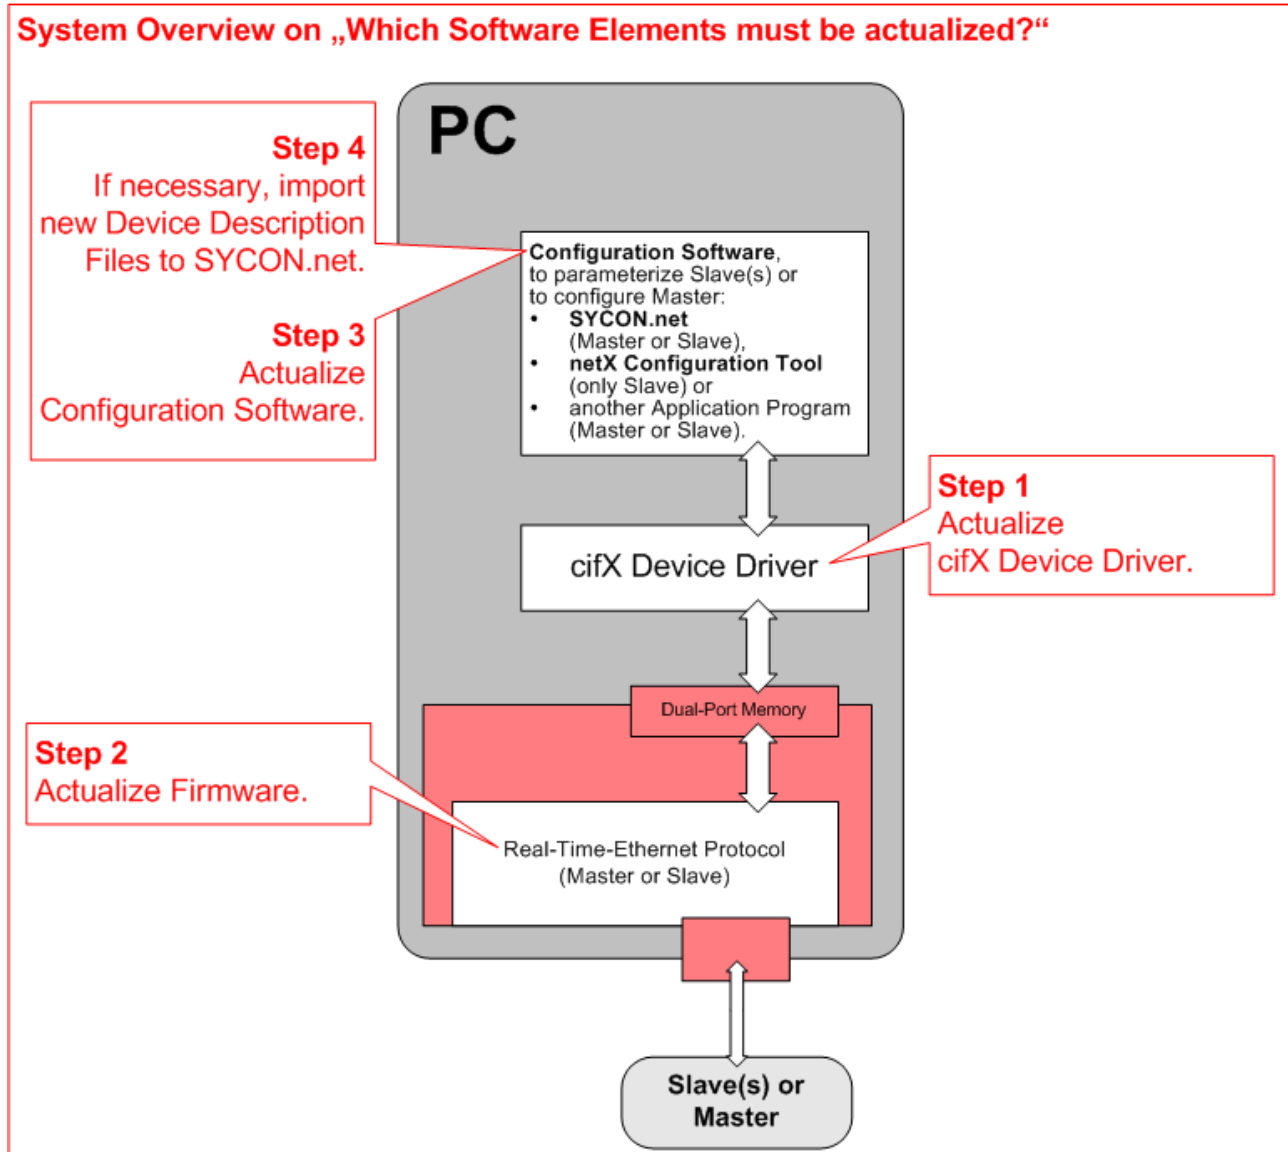 System Overview on „Which Software Elements must be actualized?“
PC
Step 4
If necessary, import
new Device Description
Files to SYCON.net.
Step 3
Actualize
Configuration Software.
Configuration Software,
to parameterize Slave(s) or
to configure Master:
• SYCON.net
(Master or Slave),
• netX Configuration Tool
(only Slave) or
• another Application Program
(Master or Slave).
Step 1
Actualize
cifX Device Driver.
cifX Device Driver
Dual-Port Memory
Step 2
Actualize Firmware.
Real-Time-Ethernet Protocol
(Master or Slave)
Slave(s) or
Master